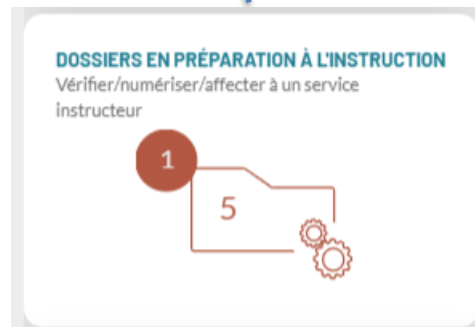 DOSSIERS EN PRÉPARATION À L'INSTRUCTION
Vérifier/numériser/affecter à un service
instructeur
1
5